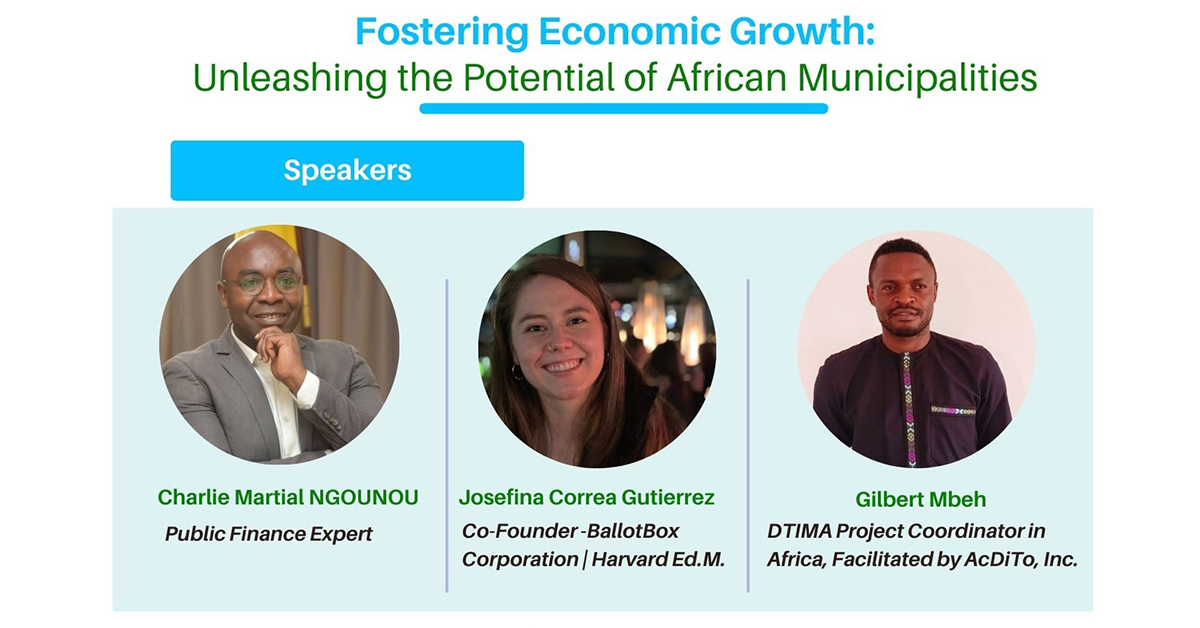 Fostering Economic Growth:
Unleashing the Potential of African Municipalities
Speakers
Charlie Martial NGOUNOU
Public Finance Expert
Josefina Correa Gutierrez
Co-Founder -BallotBox
Corporation | Harvard Ed.M.
Gilbert Mbeh
DTIMA Project Coordinator in
Africa, Facilitated by AcDiTo, Inc.